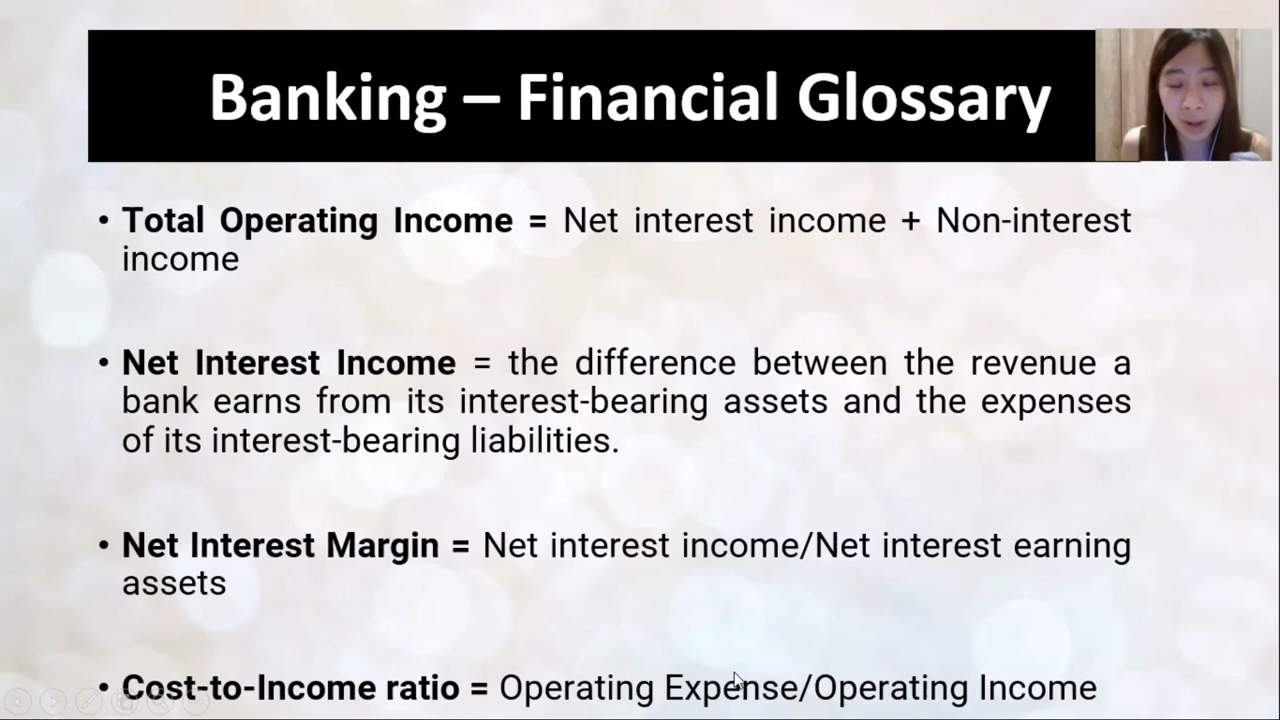 Banking – Financial Glossary
• Total Operating Income = Net interest income + Non-interest
income
• Net Interest Income = the difference between the revenue a
bank earns from its interest-bearing assets and the expenses
of its interest-bearing liabilities.
• Net Interest Margin = Net interest income/Net interest earning
assets
• Cost-to-Income ratio = Operating Expense/Operating Income